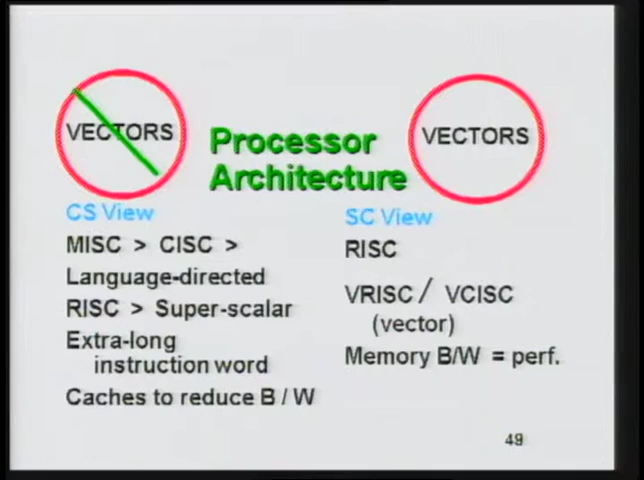 VECTORS
Processor
Architecture
VECTORS
CS View
MISC > CISC >
Language-directed
RISC > Super-scalar
Extra-long
instruction word
Caches to reduce B / W
SC View
RISC
VRISC / VCISC
(vector)
Memory B/W = perf.
49